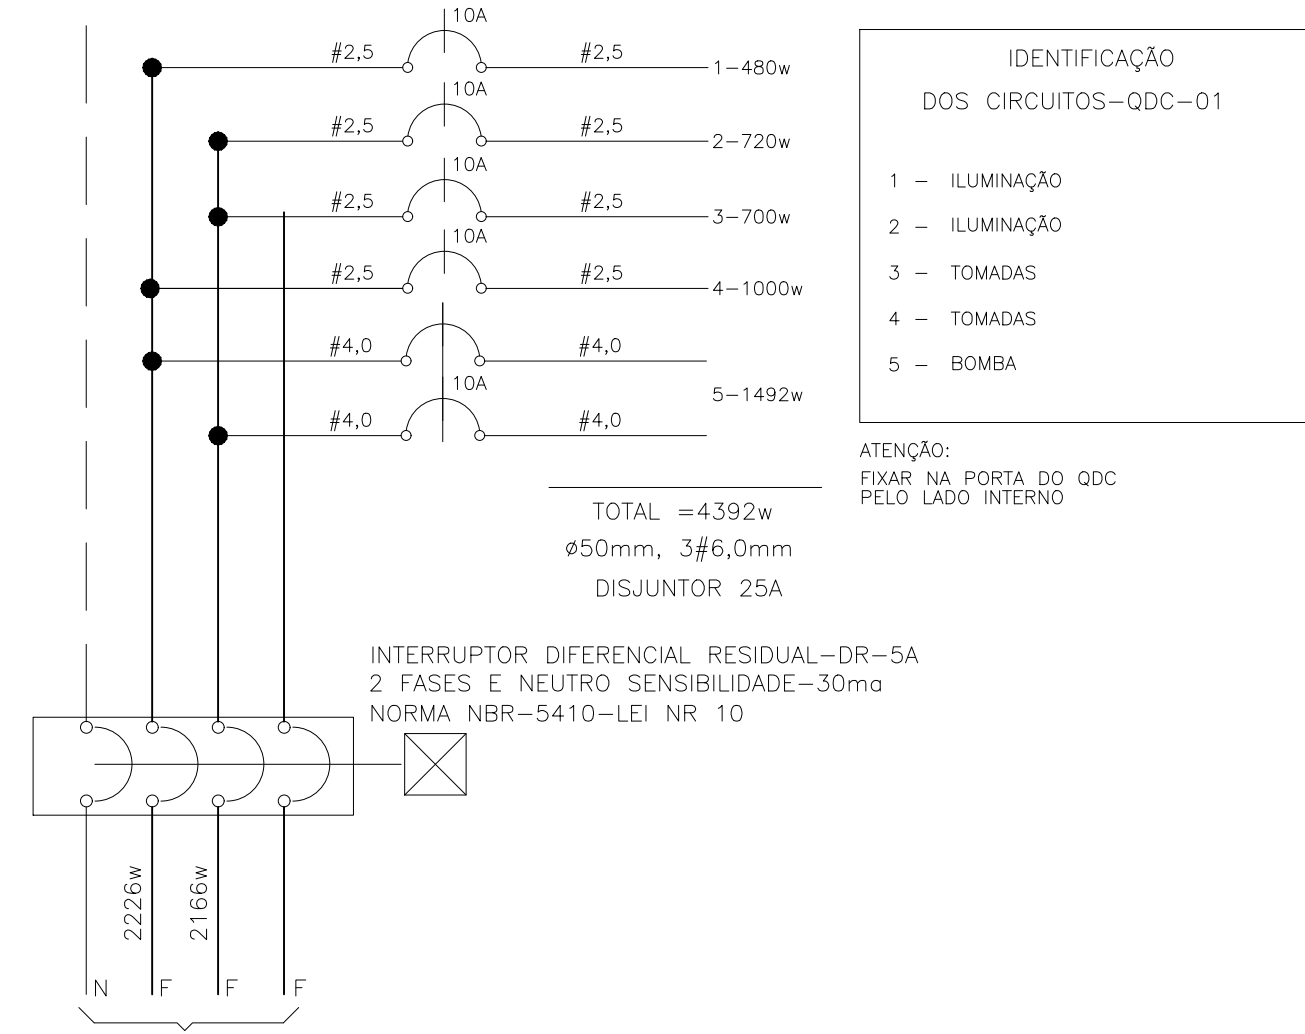 10A
#2,5 #2,5 1-480w
10A
#2,5 #2,5 2-720w
10A
#2,5 #2,5 3-700w
10A
#2,5 #2,5 4-1000w
#4,0 #4,0
10A
5-1492w
#4,0 #4,0
TOTAL =4392w
ø50mm, 3#6,0mm
DISJUNTOR 25A
IDENTIFICAÇÃO
DOS CIRCUITOS-QDC-01
1 - ILUMINAÇÃO
2 - ILUMINAÇÃO
3 - TOMADAS
4 - TOMADAS
5 - BOMBA
ATENÇÃO:
FIXAR NA PORTA DO QDC
PELO LADO INTERNO
INTERRUPTOR DIFERENCIAL RESIDUAL-DR-5A
2 FASES E NEUTRO SENSIBILIDADE-30ma
NORMA NBR-5410-LEI NR 10
2226w
2166w
N F F F